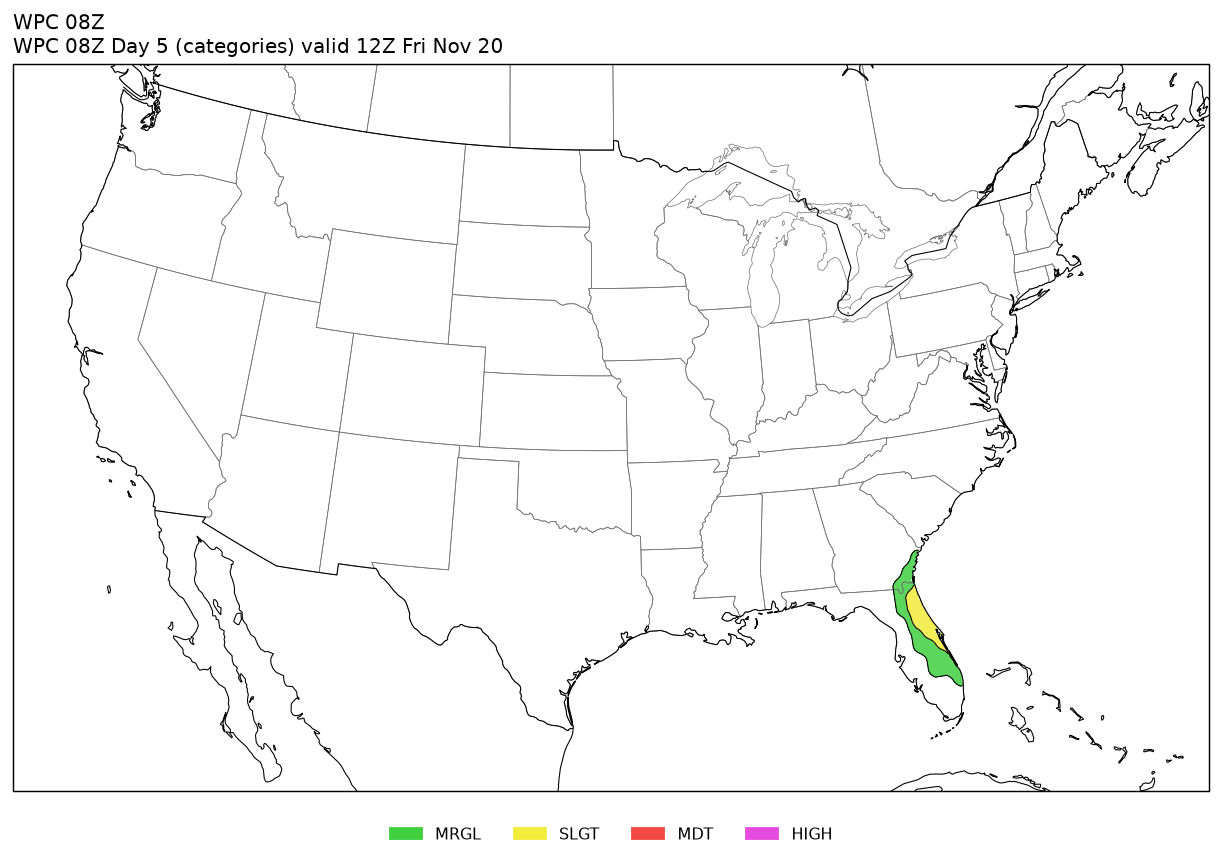 WPC 08Z
WPC 08Z Day 5 (categories) valid 12Z Fri Nov 20
MRGL SLGT MDT HIGH